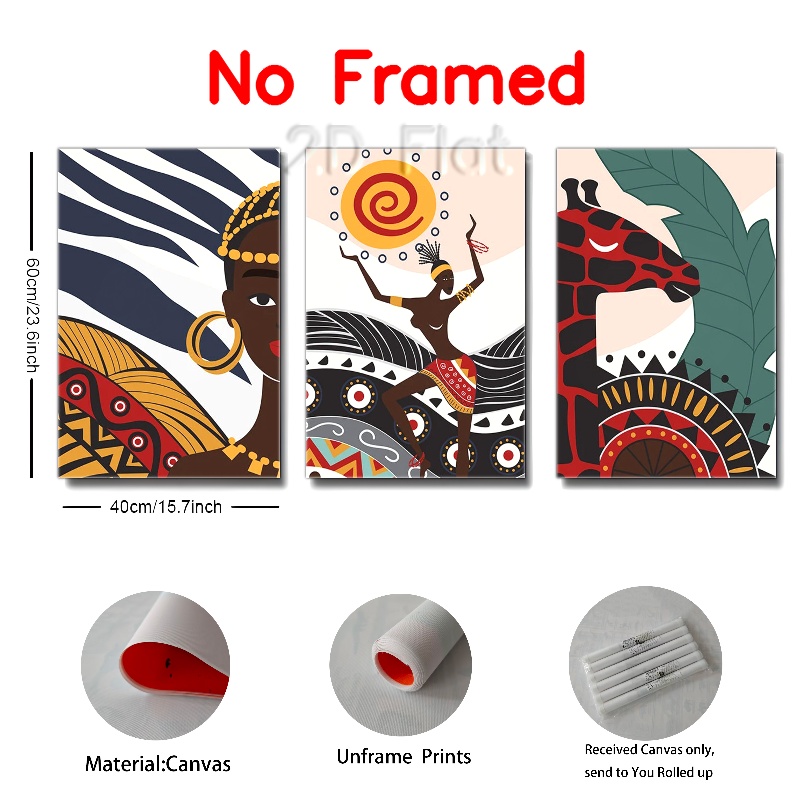 No Framed
2D Flat
60cm/23.6inch
40cm/15.7inch
Material:Canvas
Unframe Prints
Received Canvas only,
send to You Rolled up